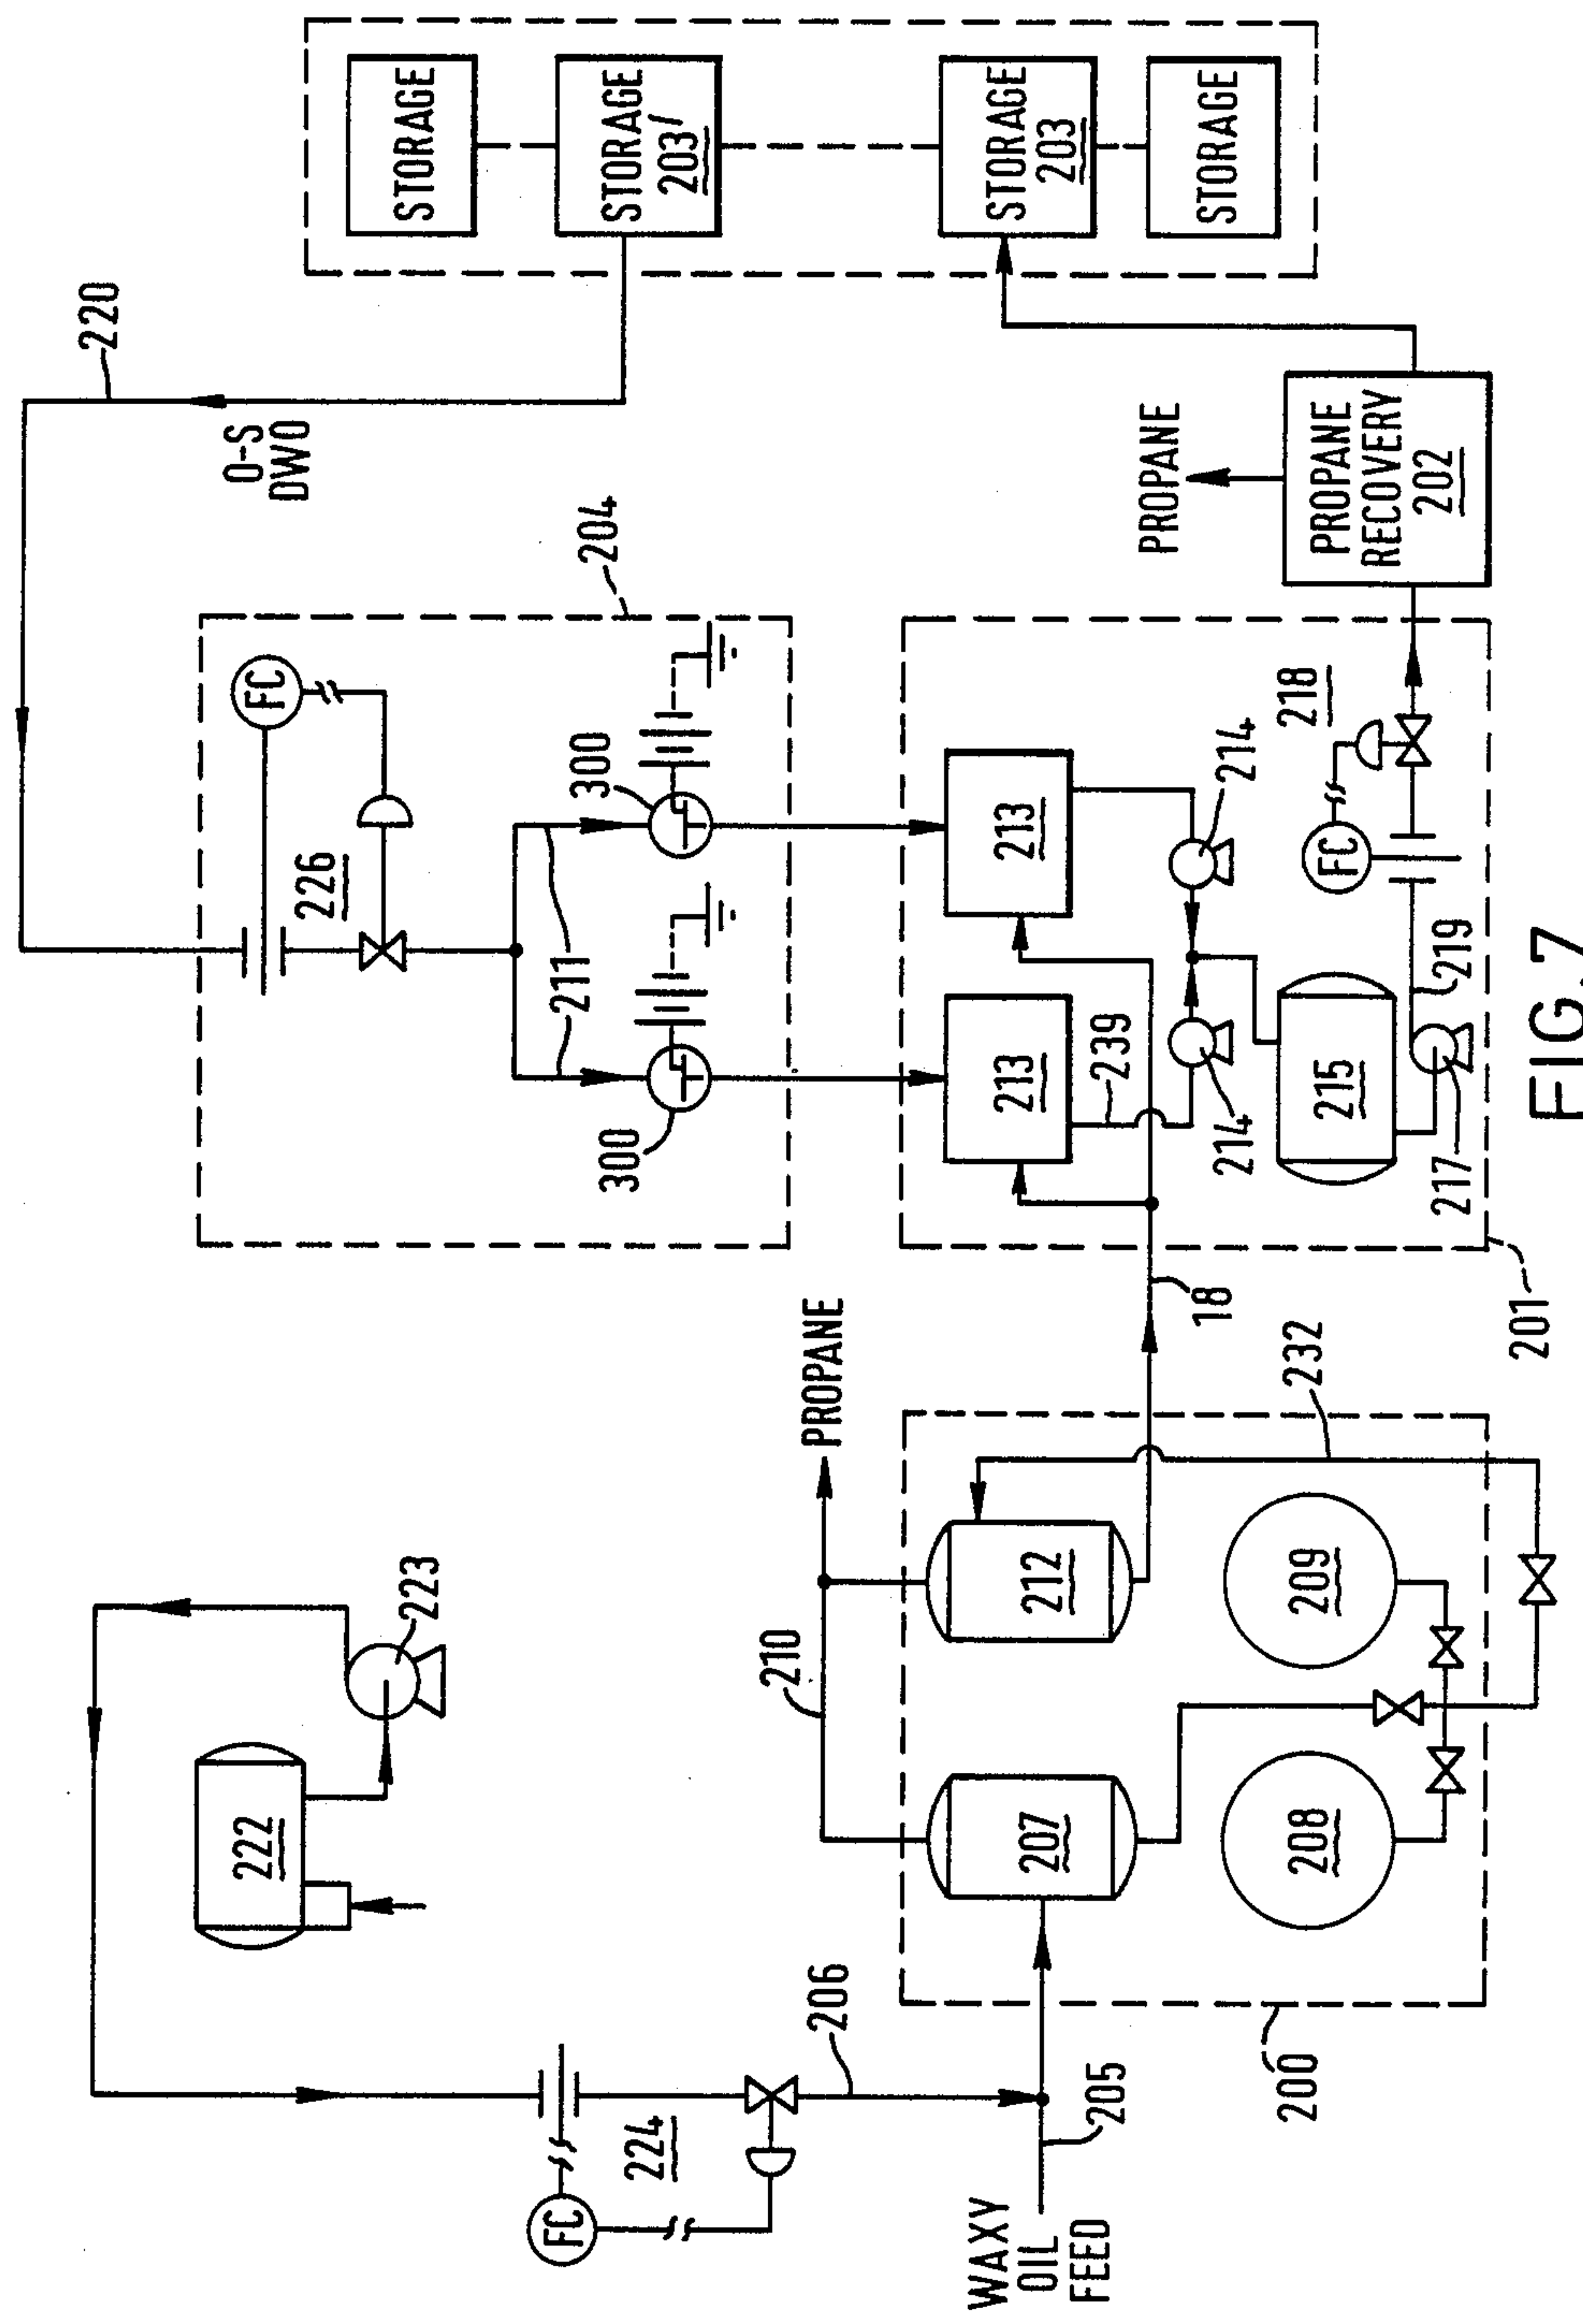 220
O-S
DWO
STORAGE
STORAGE
203'
STORAGE
203
STORAGE
204
FC
226
211
300
300
PROPANE
PROPANE
RECOVERY
202
213
213
239
214
214
215
217
219
FC
218
201
18
232
PROPANE
210
212
207
208
209
200
222
223
FC
224
206
205
WAXY
OIL
FEED
FIG.7